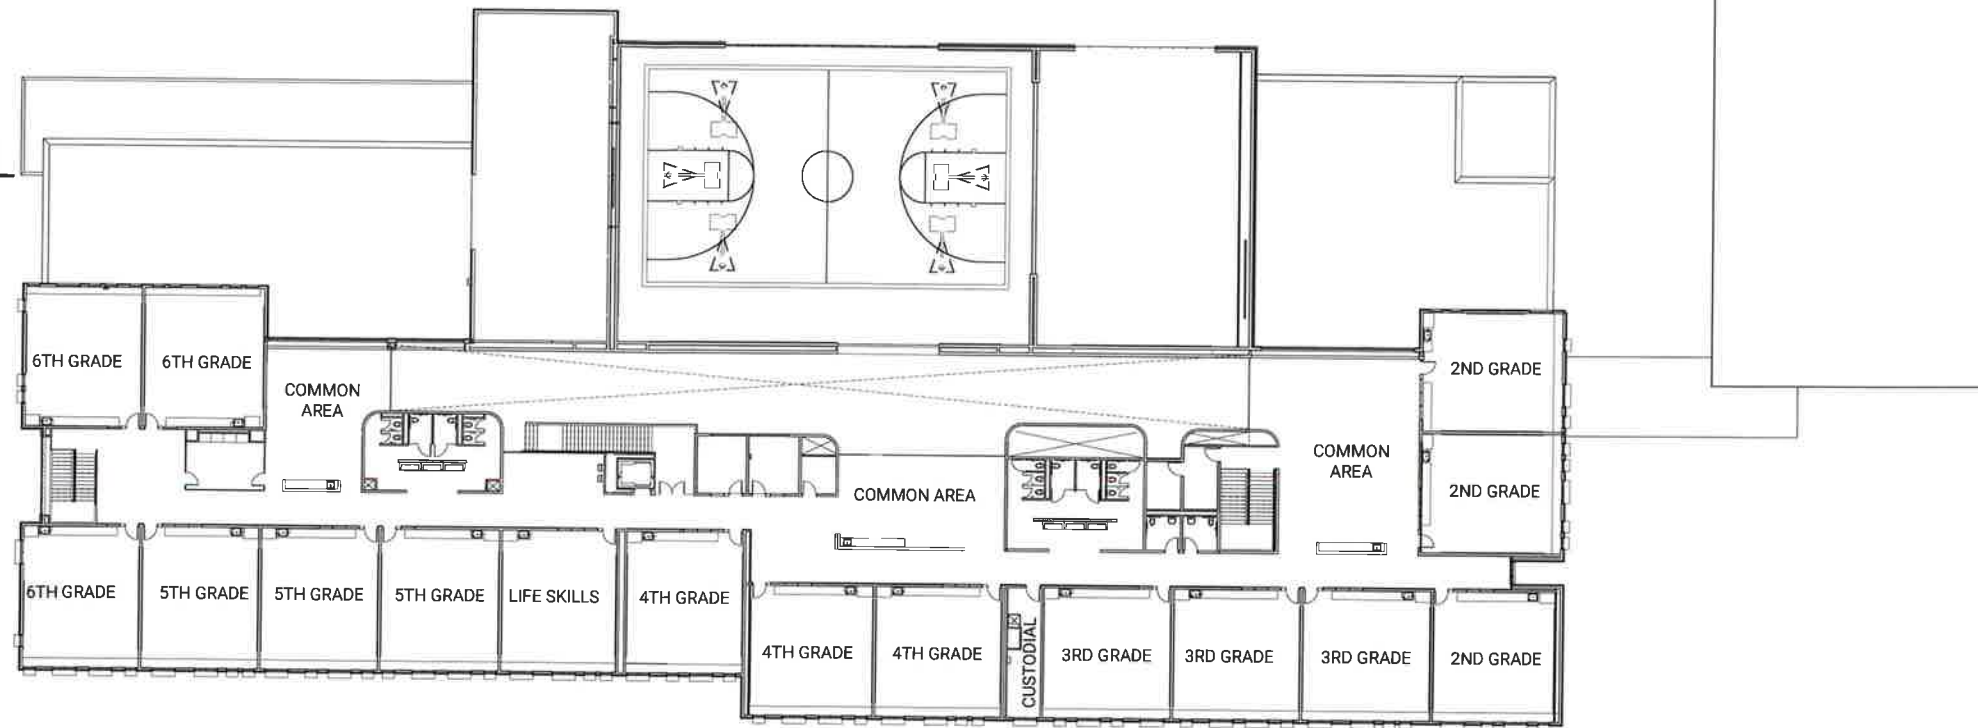 6TH GRADE
6TH GRADE
COMMON
AREA
2ND GRADE
COMMON
AREA
2ND GRADE
COMMON AREA
6TH GRADE
5TH GRADE
5TH GRADE
5TH GRADE
LIFE SKILLS
4TH GRADE
4TH GRADE
4TH GRADE
CUSTODIAL
3RD GRADE
3RD GRADE
3RD GRADE
2ND GRADE